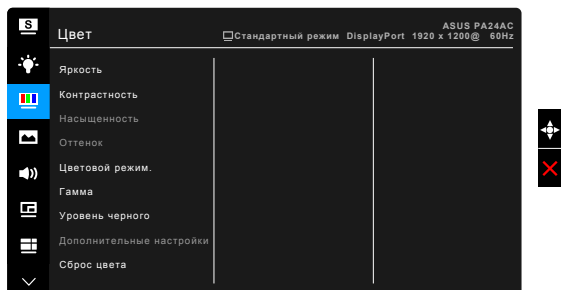 S
ASUS PA24AC
Цвет
Стандартный режим DisplayPort 1920 x 1200@ 60Hz
Яркость
Контрастность
Насыщенность
Оттенок
Цветовой режим.
Гамма
Уровень черного
Дополнительные настройки
Сброс цвета